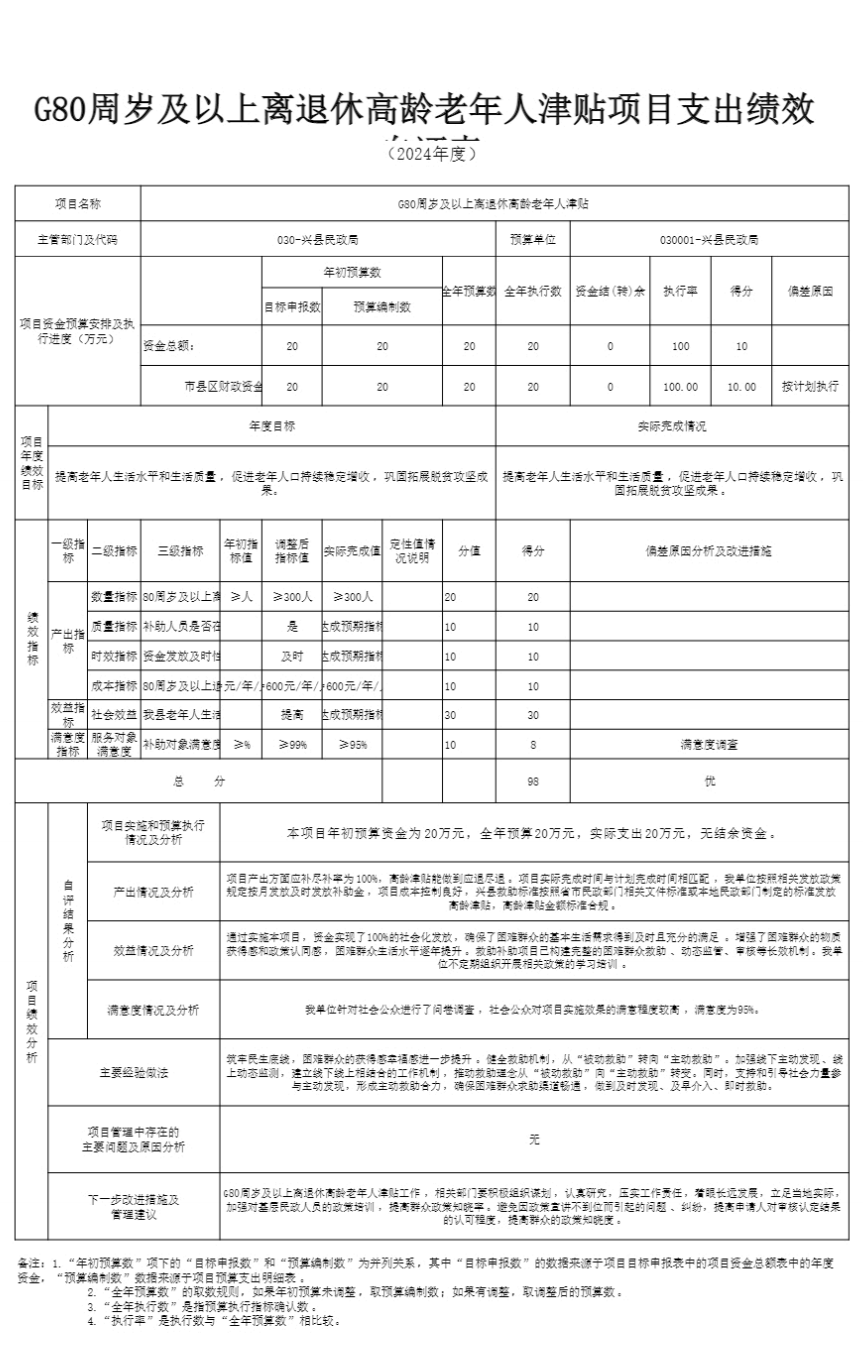 G80周岁及以上离退休高龄老年人津贴项目支出绩效
（2024年度）
项目名称 G80周岁及以上离退休高龄老年人津贴
主管部门及代码 030-兴县民政局 预算单位 030001-兴县民政局
项目资金预算安排及执行进度（万元）
年初预算数 全年预算数 全年执行数 资金结(转)余 执行率 得分 偏差原因
目标申报数 预算编制数
资金总额： 20 20 20 20 0 100 10
市县区财政资金 20 20 20 20 0 100.00 10.00 按计划执行
项目年度绩效目标
年度目标 实际完成情况
提高老年人生活水平和生活质量，促进老年人口持续稳定增收，巩固拓展脱贫攻坚成
果。
提高老年人生活水平和生活质量，促进老年人口持续稳定增收，巩
固拓展脱贫攻坚成果。
绩效指标
一级指标 二级指标 三级指标 年初指标值 调整后指标值 实际完成值 定性值情况说明 分值 得分 偏差原因分析及改进措施
产出指标
数量指标 80周岁及以上离 ≥人 ≥300人 ≥300人 20 20
质量指标 补助人员是否在 是 达成预期指标 10 10
时效指标 资金发放及时性 及时 达成预期指标 10 10
成本指标 80周岁及以上退 元/年/ 600元/年/ 600元/年/ 10 10
效益指标 社会效益 我县老年人生活 提高 达成预期指标 30 30
满意度指标 服务对象满意度 补助对象满意度 ≥% ≥99% ≥95% 10 8 满意度调查
总 分 98 优
项目绩效分析
自评结果分析
项目实施和预算执行
情况及分析
本项目年初预算资金为20万元，全年预算20万元，实际支出20万元，无结余资金。
产出情况及分析
项目产出方面应补尽补率为100%，高龄津贴能做到应退尽退。项目实际完成时间与计划完成时间相匹配，我单位按照相关发放政策
规定按月发放及时发放补助金，项目成本控制良好，兴县救助标准按照省市民政部门相关文件标准或本地民政部门制定的标准发放
高龄津贴，高龄津贴金额标准合规。
效益情况及分析
通过实施本项目，资金实现了100%的社会化发放，确保了困难群众的基本生活需求得到及时且充分的满足。增强了困难群众的物质
获得感和政策认同感，困难群众生活水平逐年提升。救助补助项目已构建完整的困难群众救助、动态监管、审核等长效机制。我单
位不定期组织开展相关政策的学习培训。
满意度情况及分析
我单位针对社会公众进行了问卷调查，社会公众对项目实施效果的满意程度较高，满意度为95%。
主要经验做法
筑牢民生底线，困难群众的获得感幸福感进一步提升。健全救助机制，从“被动救助”转向“主动救助”。加强线下主动发现、线
上动态监测，建立线下线上相结合的工作机制，推动救助理念从“被动救助”向“主动救助”转变。同时，支持和引导社会力量参
与主动发现，形成主动救助合力，确保困难群众求助渠道畅通，做到及时发现、及早介入、即时救助。
项目管理中存在的
主要问题及原因分析
无
下一步改进措施及
管理建议
G80周岁及以上离退休高龄老年人津贴工作，相关部门要积极组织谋划，认真研究，压实工作责任，着眼长远发展，立足当地实际，
加强对基层民政人员的政策培训，提高群众政策知晓率。避免因政策宣讲不到位而引起的问题、纠纷，提高申请人对审核认定结果
的认可程度，提高群众的政策知晓度。
备注：1.“年初预算数”项下的“目标申报数”和“预算编制数”为并列关系，其中“目标申报数”的数据来源于项目目标申报表中的项目资金总额表中的年度
资金，“预算编制数”数据来源于项目预算支出明细表。
2.“全年预算数”的取数规则，如果年初预算未调整，取预算编制数；如果有调整，取调整后的预算数。
3.“全年执行数”是指预算执行指标确认数。
4.“执行率”是执行数与“全年预算数”相比较。